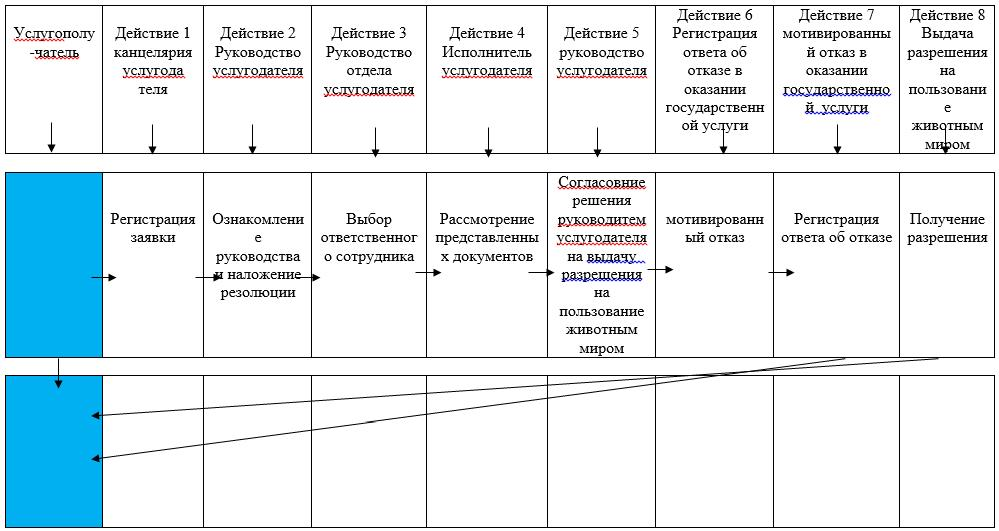 Услугополу
-чатель
Действие 1
канцелярия
услугода
теля
Действие 2
Руководство
услугодателя
Действие 3
Руководство
отдела
услугодателя
Действие 4
Исполнитель
услугодателя
Действие 5
руководство
услугодателя
Действие 6
Регистрация
ответа об
отказе в
оказании
государственн
ой услуги
Действие 7
мотивированны
й отказ в
оказании
государственно
й услуги
Действие 8
Выдача
разрешения
на
пользовани
е
животным
миром
Регистрация
заявки
Ознакомлени
е
руководства
и наложение
резолюции
Выбор
ответственног
о сотрудника
Рассмотрение
представленны
х документов
Согласовние
решения
руководитем
услугодателя
на выдачу
разрешения
на
пользование
животным
миром
мотивированн
ный отказ
Регистрация
ответа об отказе
Получение
разрешения